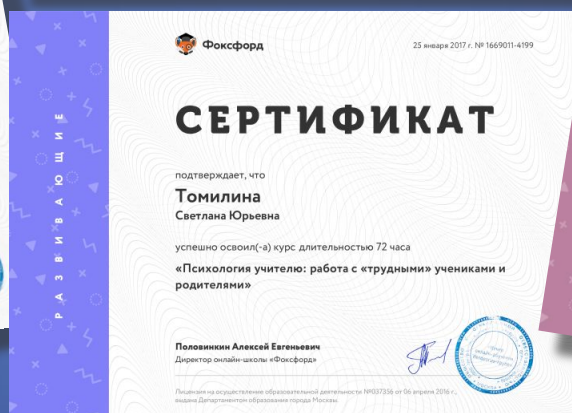 РАЗВИВАЮЩИЕ
Фоксфорд
25 января 2017 г. № 1669011-4199
СЕРТИФИКАТ
подтверждает, что
Томилина
Светлана Юрьевна
успешно освоил(-а) курс длительностью 72 часа
«Психология учителю: работа с «трудными» учениками и
родителями»
Половинкин Алексей Евгеньевич
Директор онлайн-школы «Фоксфорд»
Лицензия на осуществление образовательной деятельности №037356 от 06 апреля 2016 г.,
выдана Департаментом образования города Москвы.